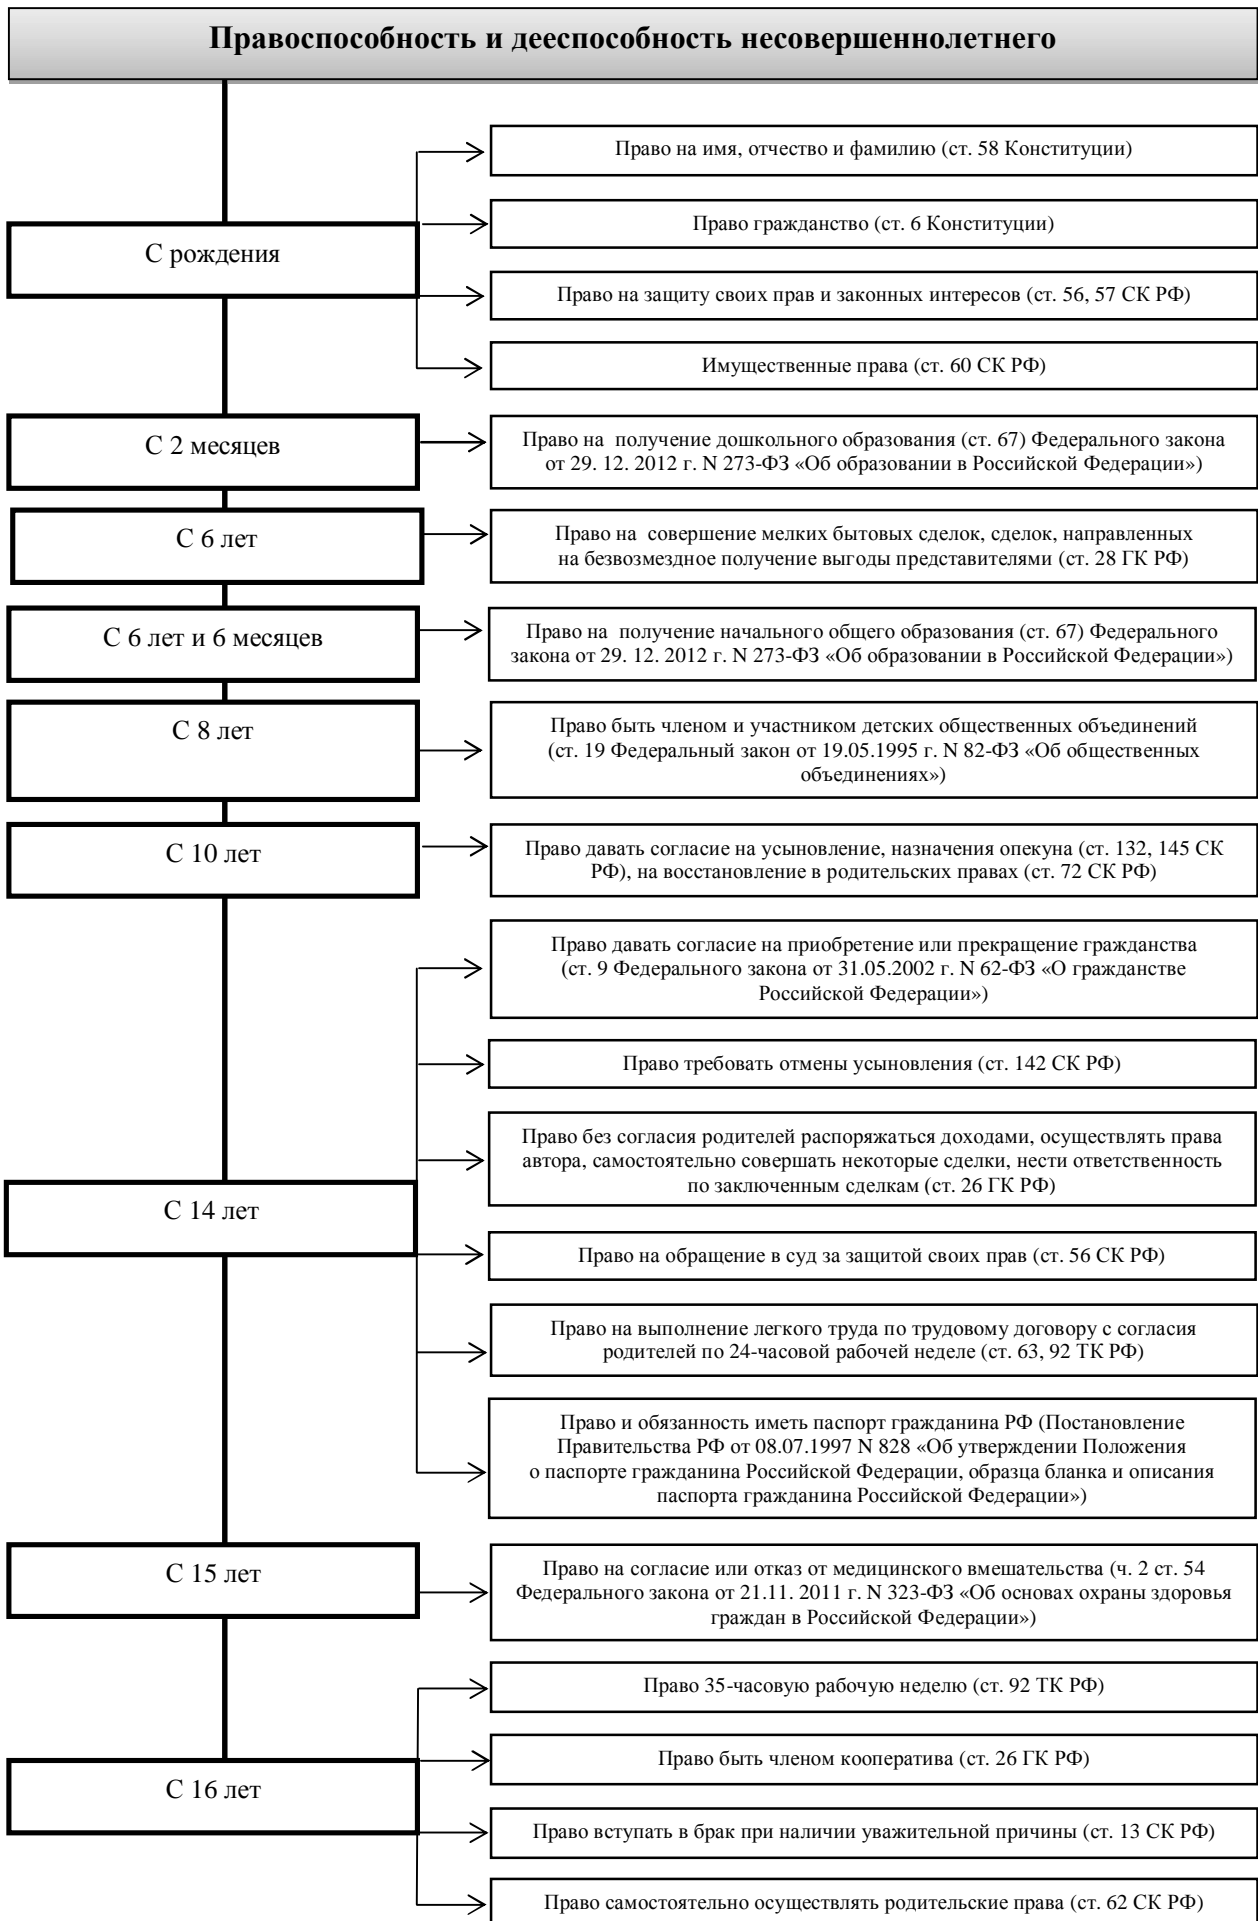 Правоспособность и дееспособность несовершеннолетнего
С рождения
Право на имя, отчество и фамилию (ст. 58 Конституции)
Право гражданство (ст. 6 Конституции)
Право на защиту своих прав и законных интересов (ст. 56, 57 СК РФ)
Имущественные права (ст. 60 СК РФ)
С 2 месяцев
Право на получение дошкольного образования (ст. 67) Федерального закона
от 29. 12. 2012 г. N 273-ФЗ «Об образовании в Российской Федерации»)
С 6 лет
Право на совершение мелких бытовых сделок, сделок, направленных
на безвозмездное получение выгоды представителями (ст. 28 ГК РФ)
С 6 лет и 6 месяцев
Право на получение начального общего образования (ст. 67) Федерального
закона от 29. 12. 2012 г. N 273-ФЗ «Об образовании в Российской Федерации»)
С 8 лет
Право быть членом и участником детских общественных объединений
(ст. 19 Федеральный закон от 19.05.1995 г. N 82-ФЗ «Об общественных
объединениях»)
С 10 лет
Право давать согласие на усыновление, назначения опекуна (ст. 132, 145 СК
РФ), на восстановление в родительских правах (ст. 72 СК РФ)
С 14 лет
Право давать согласие на приобретение или прекращение гражданства
(ст. 9 Федерального закона от 31.05.2002 г. N 62-ФЗ «О гражданстве
Российской Федерации»)
Право требовать отмены усыновления (ст. 142 СК РФ)
Право без согласия родителей распоряжаться доходами, осуществлять права
автора, самостоятельно совершать некоторые сделки, нести ответственность
по заключенным сделкам (ст. 26 ГК РФ)
Право на обращение в суд за защитой своих прав (ст. 56 СК РФ)
Право на выполнение легкого труда по трудовому договору с согласия
родителей по 24-часовой рабочей неделе (ст. 63, 92 ТК РФ)
Право и обязанность иметь паспорт гражданина РФ (Постановление
Правительства РФ от 08.07.1997 N 828 «Об утверждении Положения
о паспорте гражданина Российской Федерации, образца бланка и описания
паспорта гражданина Российской Федерации»)
С 15 лет
Право на согласие или отказ от медицинского вмешательства (ч. 2 ст. 54
Федерального закона от 21.11. 2011 г. N 323-ФЗ «Об основах охраны здоровья
граждан в Российской Федерации»)
С 16 лет
Право 35-часовую рабочую неделю (ст. 92 ТК РФ)
Право быть членом кооператива (ст. 26 ГК РФ)
Право вступать в брак при наличии уважительной причины (ст. 13 СК РФ)
Право самостоятельно осуществлять родительские права (ст. 62 СК РФ)